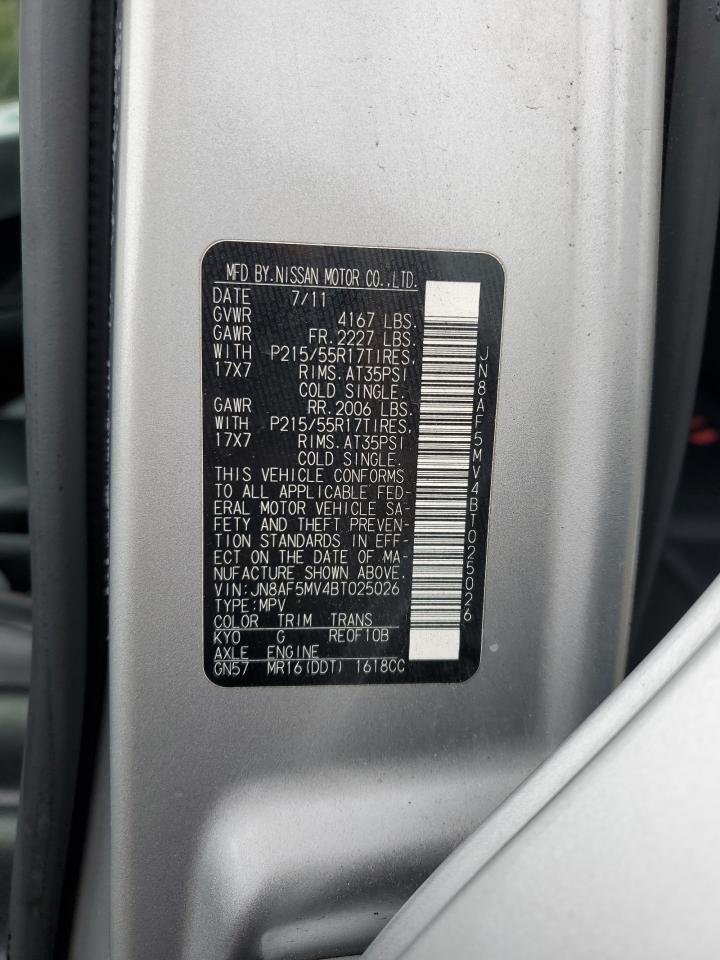 MFD BY.NISSAN MOTOR CO.,LTD.
DATE 7/11
GVWR 4167 LBS.
GAWR FR.2227 LBS.
WITH P215/55R17TIRES,
17X7 RIMS.AT35PSI
COLD SINGLE.
GAWR RR.2006 LBS.
WITH P215/55R17TIRES,
17X7 RIMS.AT35PSI
COLD SINGLE.
THIS VEHICLE CONFORMS
TO ALL APPLICABLE FED-
ERAL MOTOR VEHICLE SA-
FETY AND THEFT PREVEN-
TION STANDARDS IN EFF-
ECT ON THE DATE OF MA-
NUFACTURE SHOWN ABOVE.
VIN:JN8AF5MV4BT025026
TYPE:MPV
COLOR TRIM TRANS
KY0 G RE0F10B
AXLE ENGINE
GN57 MR16(DDT) 1618CC
JN8AF5MV4BT025026